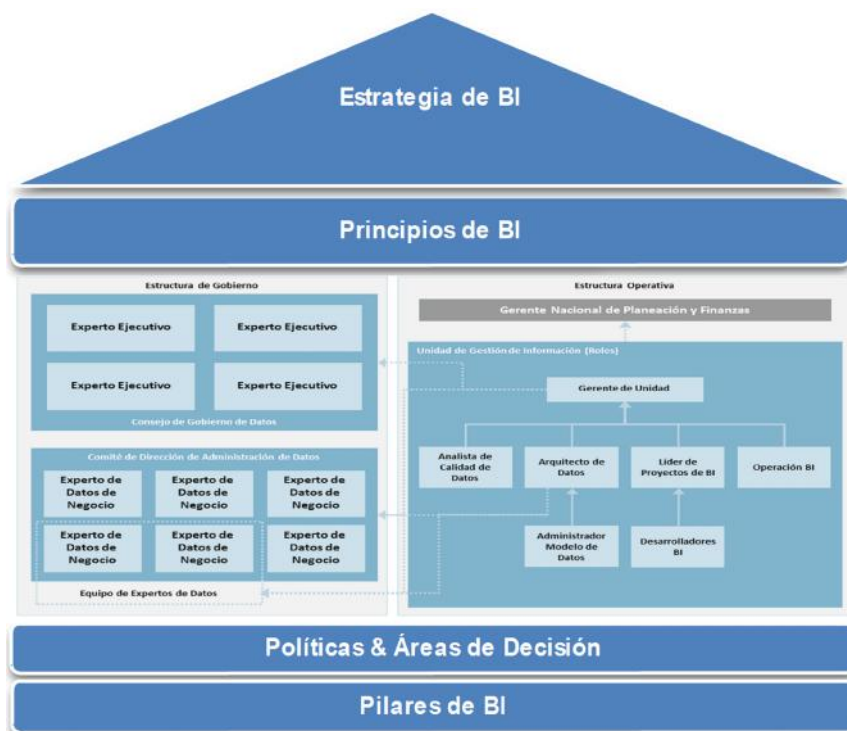 Estrategia de BI
Principios de BI
Estructura de Gobierno
Experto Ejecutivo
Experto Ejecutivo
Experto Ejecutivo
Experto Ejecutivo
Consejo de Gobierno de Datos
Comité de Dirección de Administración de Datos
Experto de
Datos de
Negocio
Experto de
Datos de
Negocio
Experto de
Datos de
Negocio
Experto de
Datos de
Negocio
Experto de
Datos de
Negocio
Experto de
Datos de
Negocio
Equipo de Expertos de Datos
Estructura Operativa
Gerente Nacional de Planeación y Finanzas
Unidad de Gestión de Información (Roles)
Gerente de Unidad
Analista de
Calidad de
Datos
Arquitecto de
Datos
Líder de
Proyectos de BI
Operación BI
Administrador
Modelo de
Datos
Desarrolladores
BI
Políticas & Áreas de Decisión
Pilares de BI